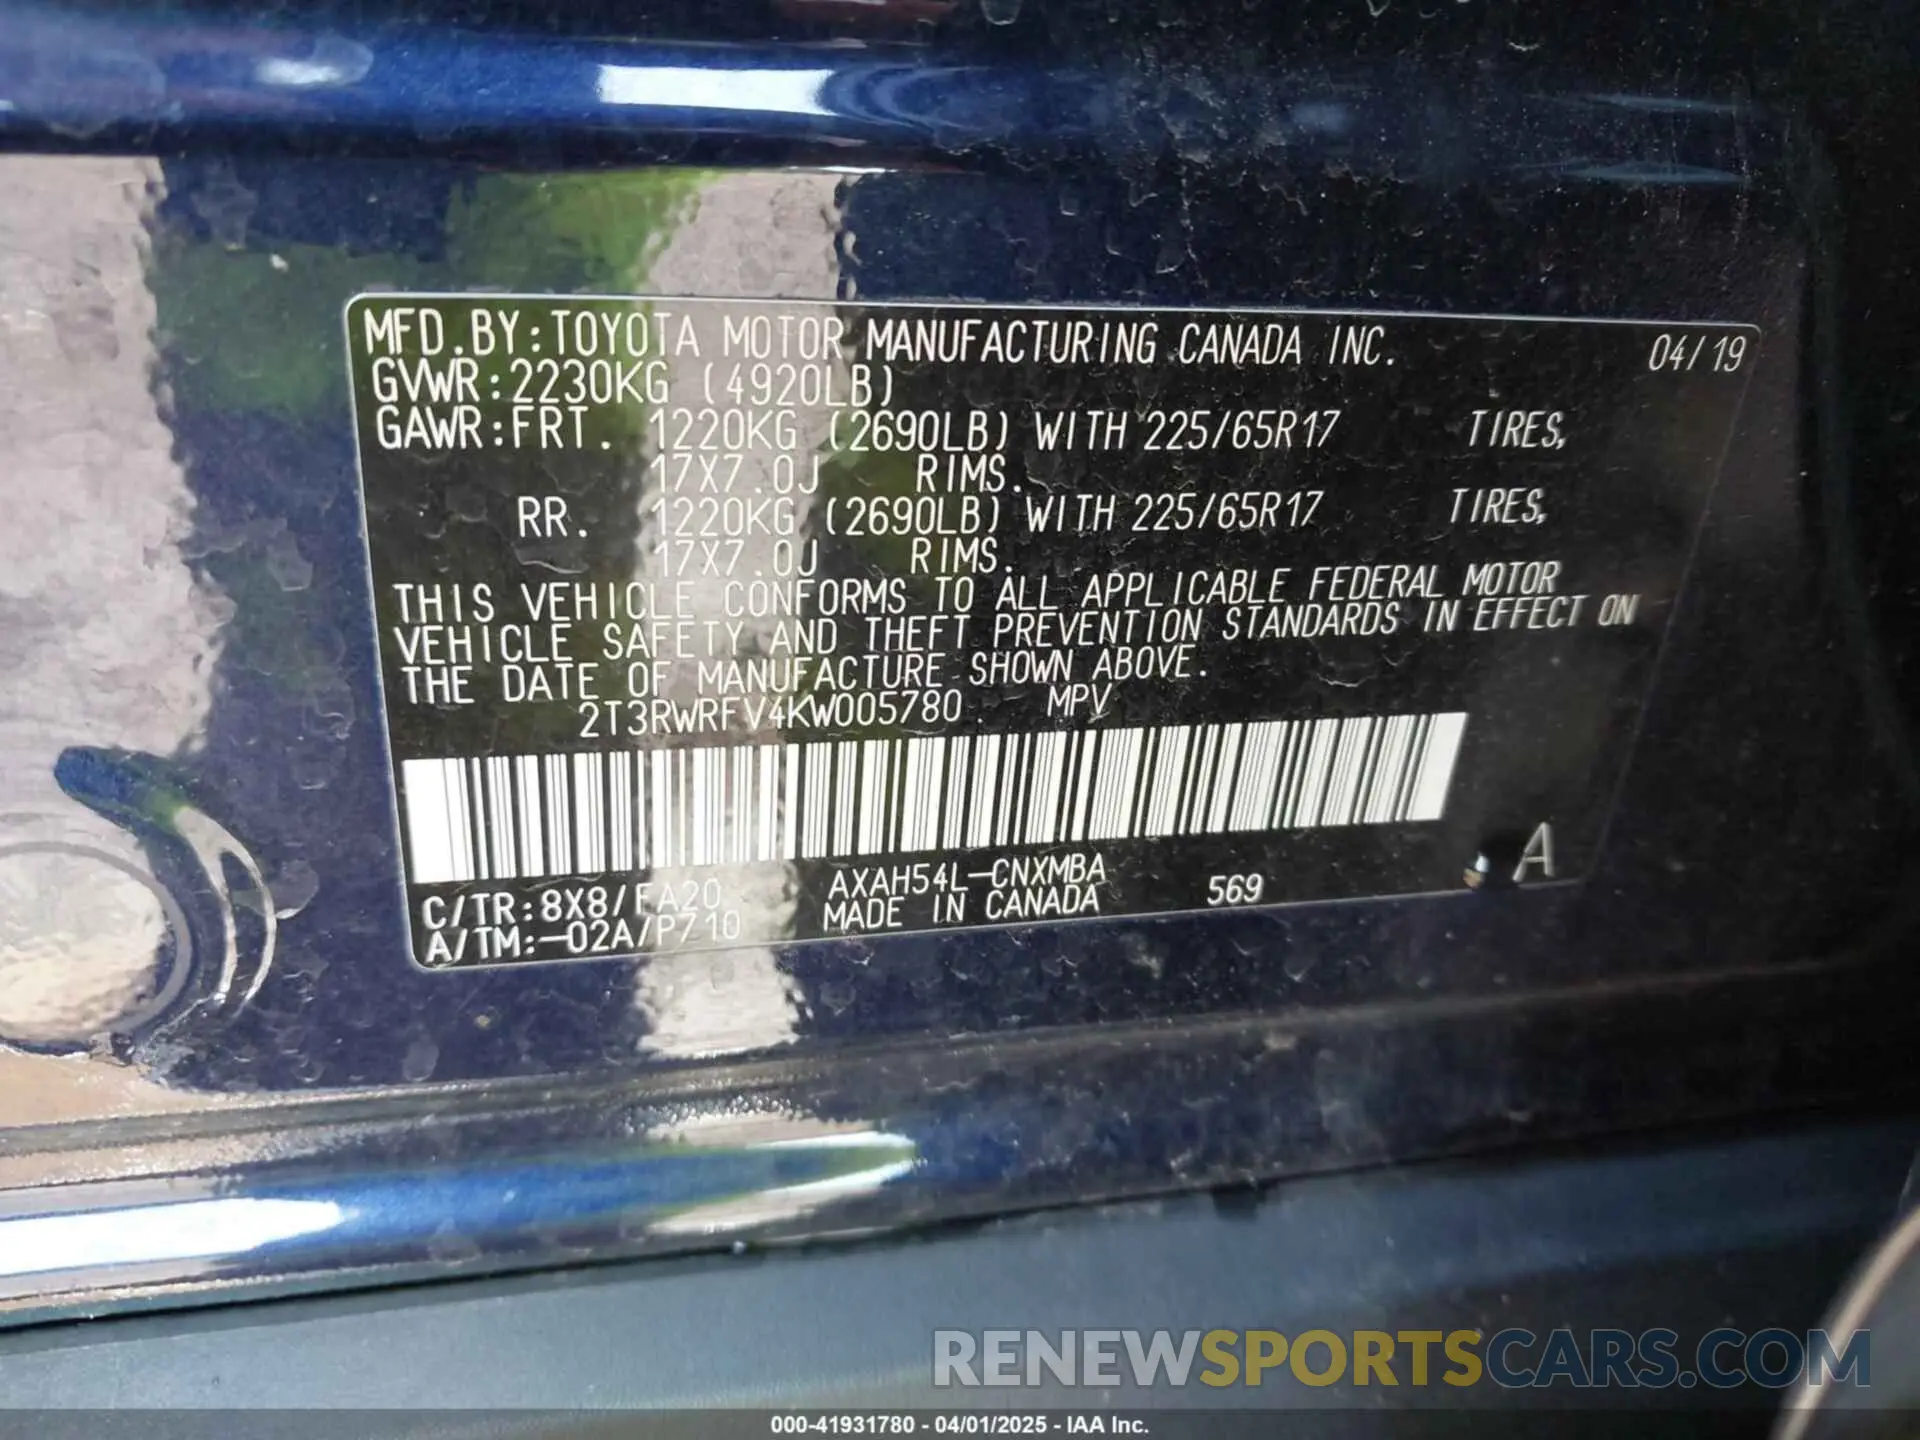 MFD.BY:TOYOTA MOTOR MANUFACTURING CANADA INC. 04/19
GVWR:2230KG (4920LB)
GAWR:FRT. 1220KG (2690LB) WITH 225/65R17 TIRES,
17X7.0J RIMS.
RR. 1220KG (2690LB) WITH 225/65R17 TIRES,
17X7.0J RIMS.
THIS VEHICLE CONFORMS TO ALL APPLICABLE FEDERAL MOTOR
VEHICLE SAFETY AND THEFT PREVENTION STANDARDS IN EFFECT ON
THE DATE OF MANUFACTURE SHOWN ABOVE.
2T3RWRFV4KW005780 MPV
C/TR:8X8/FA20 AXAH54L-CNXMBA 569 A
A/TM:-02A/P710 MADE IN CANADA
RENEWSPORTSCARS.COM
000-41931780 - 04/01/2025 - IAA Inc.